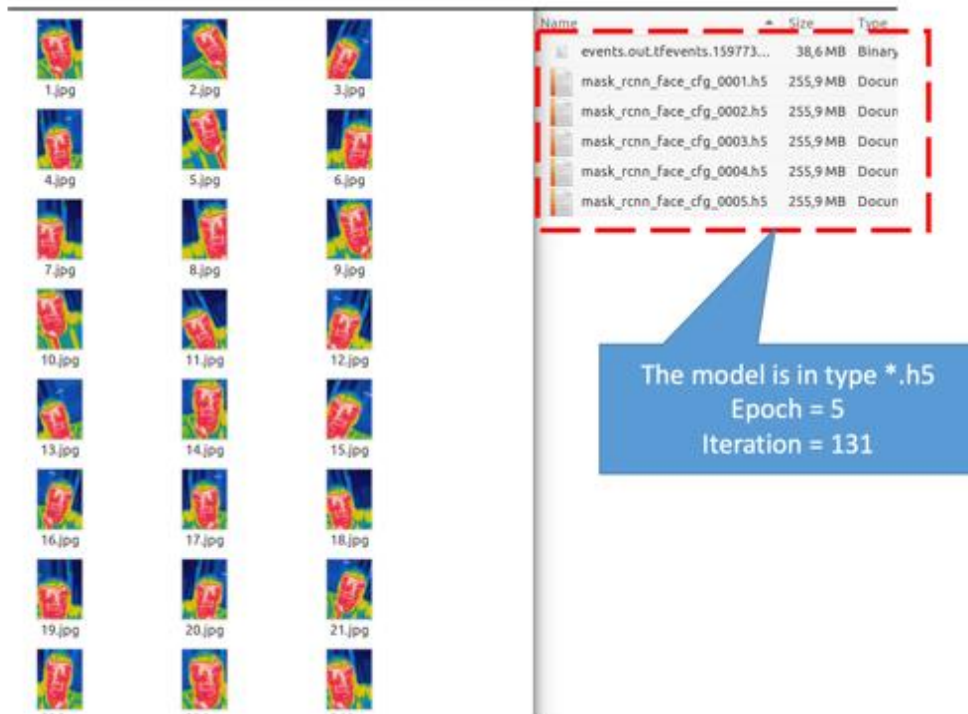 1.jpg 2.jpg 3.jpg
4.jpg 5.jpg 6.jpg
7.jpg 8.jpg 9.jpg
10.jpg 11.jpg 12.jpg
13.jpg 14.jpg 15.jpg
16.jpg 17.jpg 18.jpg
19.jpg 20.jpg 21.jpg
Name Size Type
events.out.tfevents.159773... 38,6 MB Binary
mask_rcnn_face_cfg_0001.h5 255,9 MB Docun
mask_rcnn_face_cfg_0002.h5 255,9 MB Docun
mask_rcnn_face_cfg_0003.h5 255,9 MB Docun
mask_rcnn_face_cfg_0004.h5 255,9 MB Docun
mask_rcnn_face_cfg_0005.h5 255,9 MB Docun
The model is in type *.h5
Epoch = 5
Iteration = 131